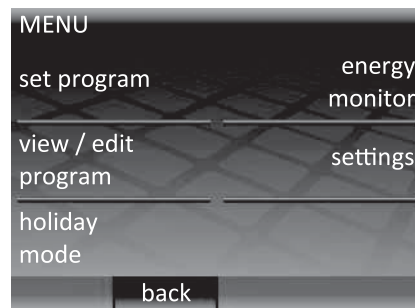 MENU
set program
energy
monitor
view / edit
program
settings
holiday
mode
back